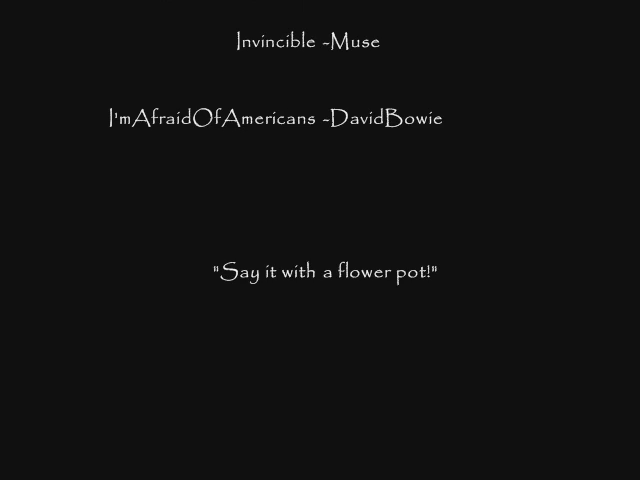 Invincible -Muse
I'mAfraidOfAmericans -DavidBowie
"Say it with a flower pot!"